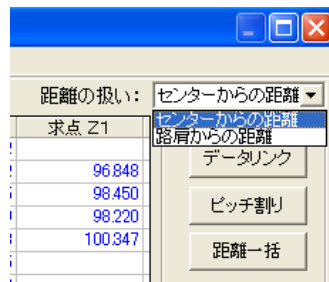 距離の扱い： センターからの距離
求点 Z1
センターからの距離
路肩からの距離
データリンク
96.848
98.450
ピッチ割り
98.220
100.347
距離一括